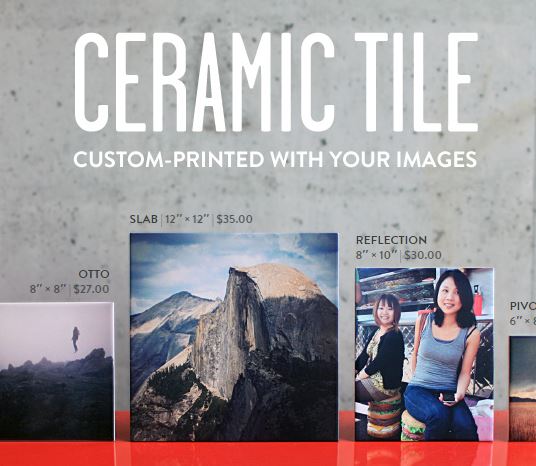 CERAMIC TILE
CUSTOM-PRINTED WITH YOUR IMAGES
SLAB | 12" × 12" | $35.00
REFLECTION
8" × 10" | $30.00
OTTO
8" × 8" | $27.00
PIVO
6" × 8